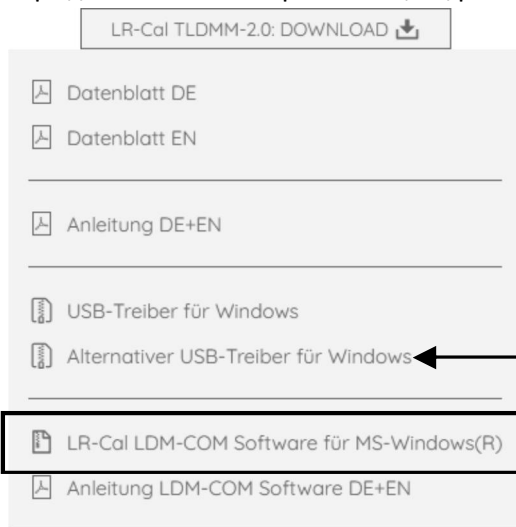 LR-Cal TLDMM-2.0: DOWNLOAD
Datenblatt DE
Datenblatt EN
Anleitung DE+EN
USB-Treiber für Windows
Alternativer USB-Treiber für Windows
LR-Cal LDM-COM Software für MS-Windows(R)
Anleitung LDM-COM Software DE+EN